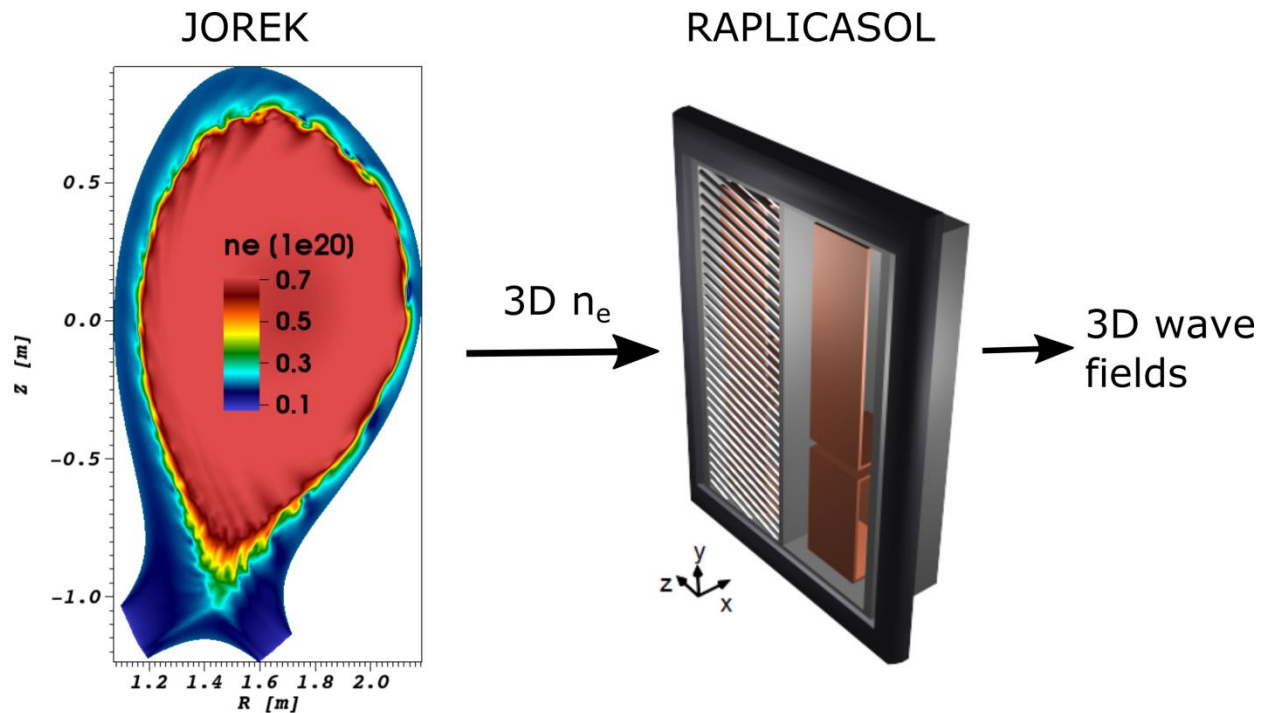 JOREK
RAPLICASOL
0.5
0.0
-0.5
-1.0
Z [m]
ne (1e20)
0.7
0.5
0.3
0.1
1.2 1.4 1.6 1.8 2.0
R [m]
3D nₑ
y
z
x
3D wave
fields